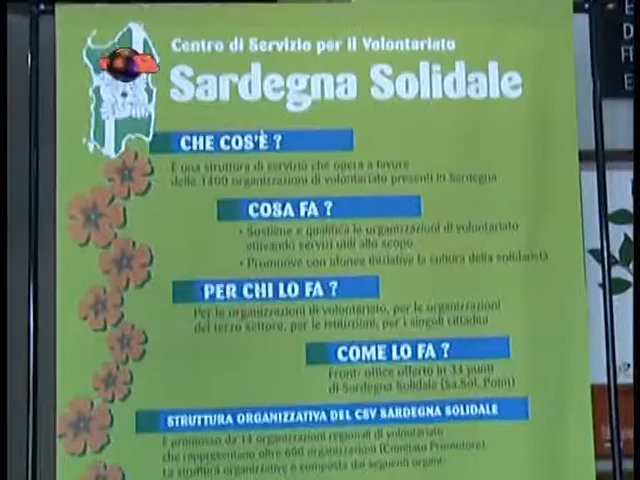 Centro di Servizio per il Volontariato
Sardegna Solidale
CHE COS'È ?
È una struttura di servizio che opera a favore
delle 1400 organizzazioni di volontariato presenti in Sardegna
COSA FA ?
• Sostiene e qualifica le organizzazioni di volontariato
attivando servizi utili allo scopo
• Promuove con idonee iniziative la cultura della solidarietà
PER CHI LO FA ?
Per le organizzazioni di volontariato, per le organizzazioni
del terzo settore, per le istituzioni, per i singoli cittadini
COME LO FA ?
Front-office offerto in 34 punti
di Sardegna Solidale (Sa.Sol. Point)
STRUTTURA ORGANIZZATIVA DEL CSV SARDEGNA SOLIDALE
È promosso da 14 organizzazioni regionali di volontariato
che rappresentano oltre 600 organizzazioni (Comitato Promotore).
La struttura organizzativa è composta dai seguenti organi: